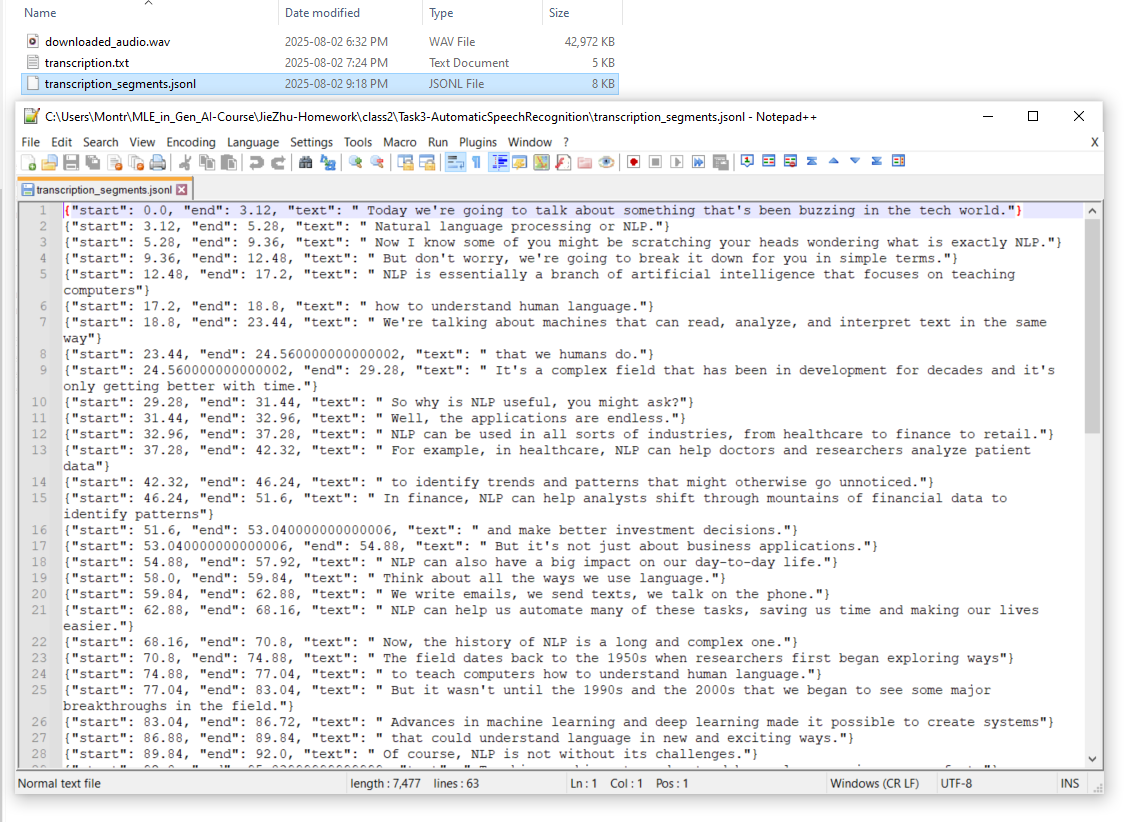 Name Date modified Type Size
downloaded_audio.wav 2025-08-02 6:32 PM WAV File 42,972 KB
transcription.txt 2025-08-02 7:24 PM Text Document 5 KB
transcription_segments.jsonl 2025-08-02 9:18 PM JSONL File 8 KB
C:\Users\Montr\MLE_in_Gen_AI-Course\JieZhu-Homework\class2\Task3-AutomaticSpeechRecognition\transcription_segments.jsonl - Notepad++
File Edit Search View Encoding Language Settings Tools Macro Run Plugins Window ? X
transcription_segments.jsonl
1 {"start": 0.0, "end": 3.12, "text": " Today we're going to talk about something that's been buzzing in the tech world."}
2 {"start": 3.12, "end": 5.28, "text": " Natural language processing or NLP."}
3 {"start": 5.28, "end": 9.36, "text": " Now I know some of you might be scratching your heads wondering what is exactly NLP."}
4 {"start": 9.36, "end": 12.48, "text": " But don't worry, we're going to break it down for you in simple terms."}
5 {"start": 12.48, "end": 17.2, "text": " NLP is essentially a branch of artificial intelligence that focuses on teaching
computers"}
6 {"start": 17.2, "end": 18.8, "text": " how to understand human language."}
7 {"start": 18.8, "end": 23.44, "text": " We're talking about machines that can read, analyze, and interpret text in the same
way"}
8 {"start": 23.44, "end": 24.560000000000002, "text": " that we humans do."}
9 {"start": 24.560000000000002, "end": 29.28, "text": " It's a complex field that has been in development for decades and it's
only getting better with time."}
10 {"start": 29.28, "end": 31.44, "text": " So why is NLP useful, you might ask?"}
11 {"start": 31.44, "end": 32.96, "text": " Well, the applications are endless."}
12 {"start": 32.96, "end": 37.28, "text": " NLP can be used in all sorts of industries, from healthcare to finance to retail."}
13 {"start": 37.28, "end": 42.32, "text": " For example, in healthcare, NLP can help doctors and researchers analyze patient
data"}
14 {"start": 42.32, "end": 46.24, "text": " to identify trends and patterns that might otherwise go unnoticed."}
15 {"start": 46.24, "end": 51.6, "text": " In finance, NLP can help analysts shift through mountains of financial data to
identify patterns"}
16 {"start": 51.6, "end": 53.040000000000006, "text": " and make better investment decisions."}
17 {"start": 53.040000000000006, "end": 54.88, "text": " But it's not just about business applications."}
18 {"start": 54.88, "end": 57.92, "text": " NLP can also have a big impact on our day-to-day life."}
19 {"start": 58.0, "end": 59.84, "text": " Think about all the ways we use language."}
20 {"start": 59.84, "end": 62.88, "text": " We write emails, we send texts, we talk on the phone."}
21 {"start": 62.88, "end": 68.16, "text": " NLP can help us automate many of these tasks, saving us time and making our lives
easier."}
22 {"start": 68.16, "end": 70.8, "text": " Now, the history of NLP is a long and complex one."}
23 {"start": 70.8, "end": 74.88, "text": " The field dates back to the 1950s when researchers first began exploring ways"}
24 {"start": 74.88, "end": 77.04, "text": " to teach computers how to understand human language."}
25 {"start": 77.04, "end": 83.04, "text": " But it wasn't until the 1990s and the 2000s that we began to see some major
breakthroughs in the field."}
26 {"start": 83.04, "end": 86.72, "text": " Advances in machine learning and deep learning made it possible to create systems"}
27 {"start": 86.88, "end": 89.84, "text": " that could understand language in new and exciting ways."}
28 {"start": 89.84, "end": 92.0, "text": " Of course, NLP is not without its challenges."}
Normal text file length : 7,477 lines : 63 Ln : 1 Col : 1 Pos : 1 Windows (CR LF) UTF-8 INS